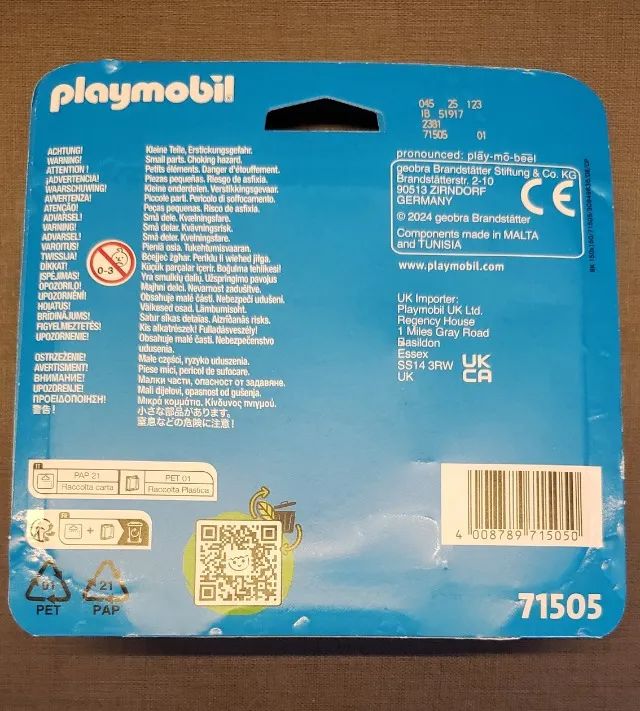 playmobil
045 25 123
IB 51917
2381
71505 01
pronounced: plāy-mō-beel
geobra Brandstätter Stiftung & Co. KG
Brandstätterstr. 2-10
90513 ZIRNDORF
GERMANY
CE
© 2024 geobra Brandstätter
Components made in MALTA
and TUNISIA
www.playmobil.com
UK Importer:
Playmobil UK Ltd.
Regency House
1 Miles Gray Road
Basildon
Essex
SS14 3RW
UK
UK
CA
ACHTUNG! Kleine Teile, Erstickungsgefahr.
WARNING! Small parts. Choking hazard.
ATTENTION ! Petits éléments. Danger d'étouffement.
¡ADVERTENCIA! Piezas pequeñas. Riesgo de asfixia.
WAARSCHUWING! Kleine onderdelen. Verstikkingsgevaar.
AVVERTENZA! Piccole parti. Pericolo di soffocamento.
ATENÇÃO! Peças pequenas. Risco de asfixia.
ADVARSEL! Små dele. Kvælningsfare.
VARNING! Små delar. Kvävningsrisk.
ADVARSEL! Små deler. Kvelningsfare.
VAROITUS! Pieniä osia. Tukehtumisvaara.
TWISSIJA! Bċejjeċ żgħar. Periklu li wieħed jifga.
DİKKAT! Küçük parçalar içerir. Boğulma tehlikesi!
ĮSPĖJIMAS! Yra smulkių dalių. Užspringimo pavojus
OPOZORILO! Majhni delci. Nevarnost zadušitve.
UPOZORNĚNÍ! Obsahuje malé části. Nebezpečí udušení.
HOIATUS! Väikesed osad. Lämbumisoht.
BRĪDINĀJUMS! Satur sīkas detaļas. Aizrīšanās risks.
FIGYELMEZTETÉS! Kis alkatrészek! Fulladásveszély!
UPOZORNENIE! Obsahuje malé časti. Nebezpečenstvo
udusenia.
OSTRZEŻENIE! Małe części, ryzyko uduszenia.
AVERTISMENT! Piese mici, pericol de sufocare.
ВНИМАНИЕ! Малки части, опасност от задавяне.
UPOZORENJE! Mali dijelovi, opasnost od gušenja.
ΠΡΟΕΙΔΟΠΟΙΗΣΗ! Μικρά κομμάτια. Κίνδυνος πνιγμού.
警告! 小さな部品があります。
窒息などの危険に注意!
0-3
IT
PAP 21
Raccolta carta
PET 01
Raccolta Plastica
FR
01
PET
21
PAP
4 008789 715050
71505